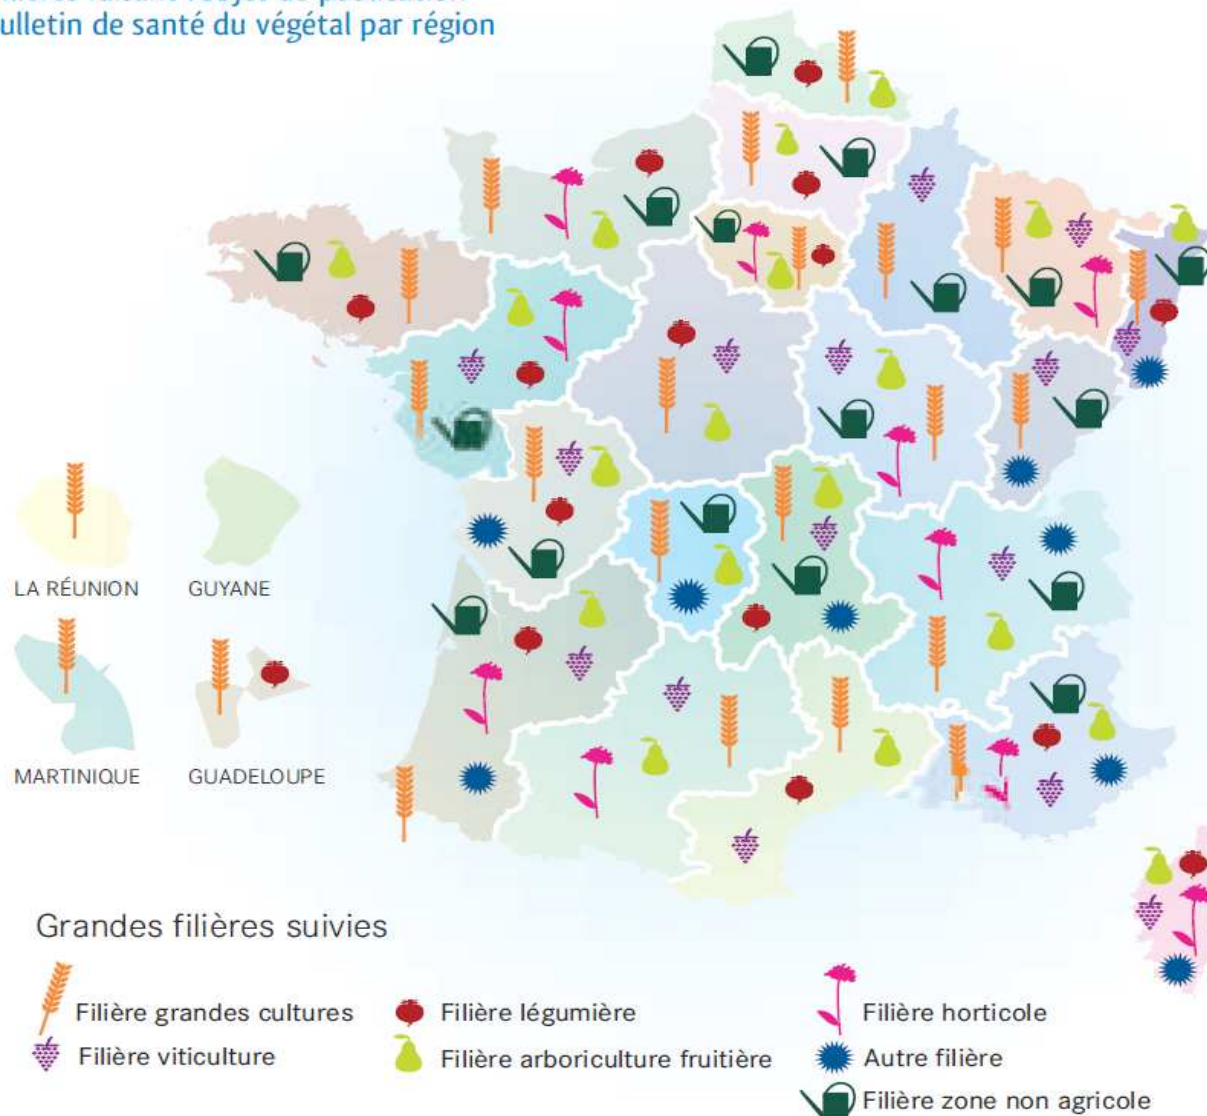 ulletin de santé du végétal par région
LA RÉUNION
GUYANE
MARTINIQUE
GUADELOUPE
Grandes filières suivies
Filière grandes cultures
Filière légumière
Filière horticole
Filière viticulture
Filière arboriculture fruitière
Autre filière
Filière zone non agricole